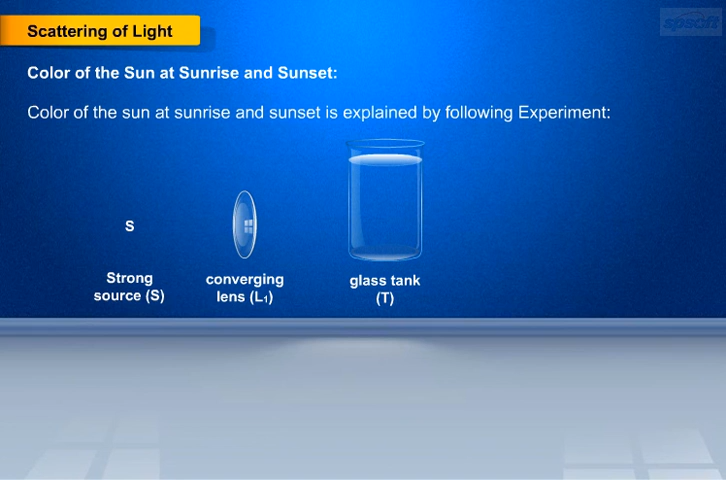 Scattering of Light
spsoft
Color of the Sun at Sunrise and Sunset:
Color of the sun at sunrise and sunset is explained by following Experiment:
S
Strong
source (S)
converging
lens (L₁)
glass tank
(T)